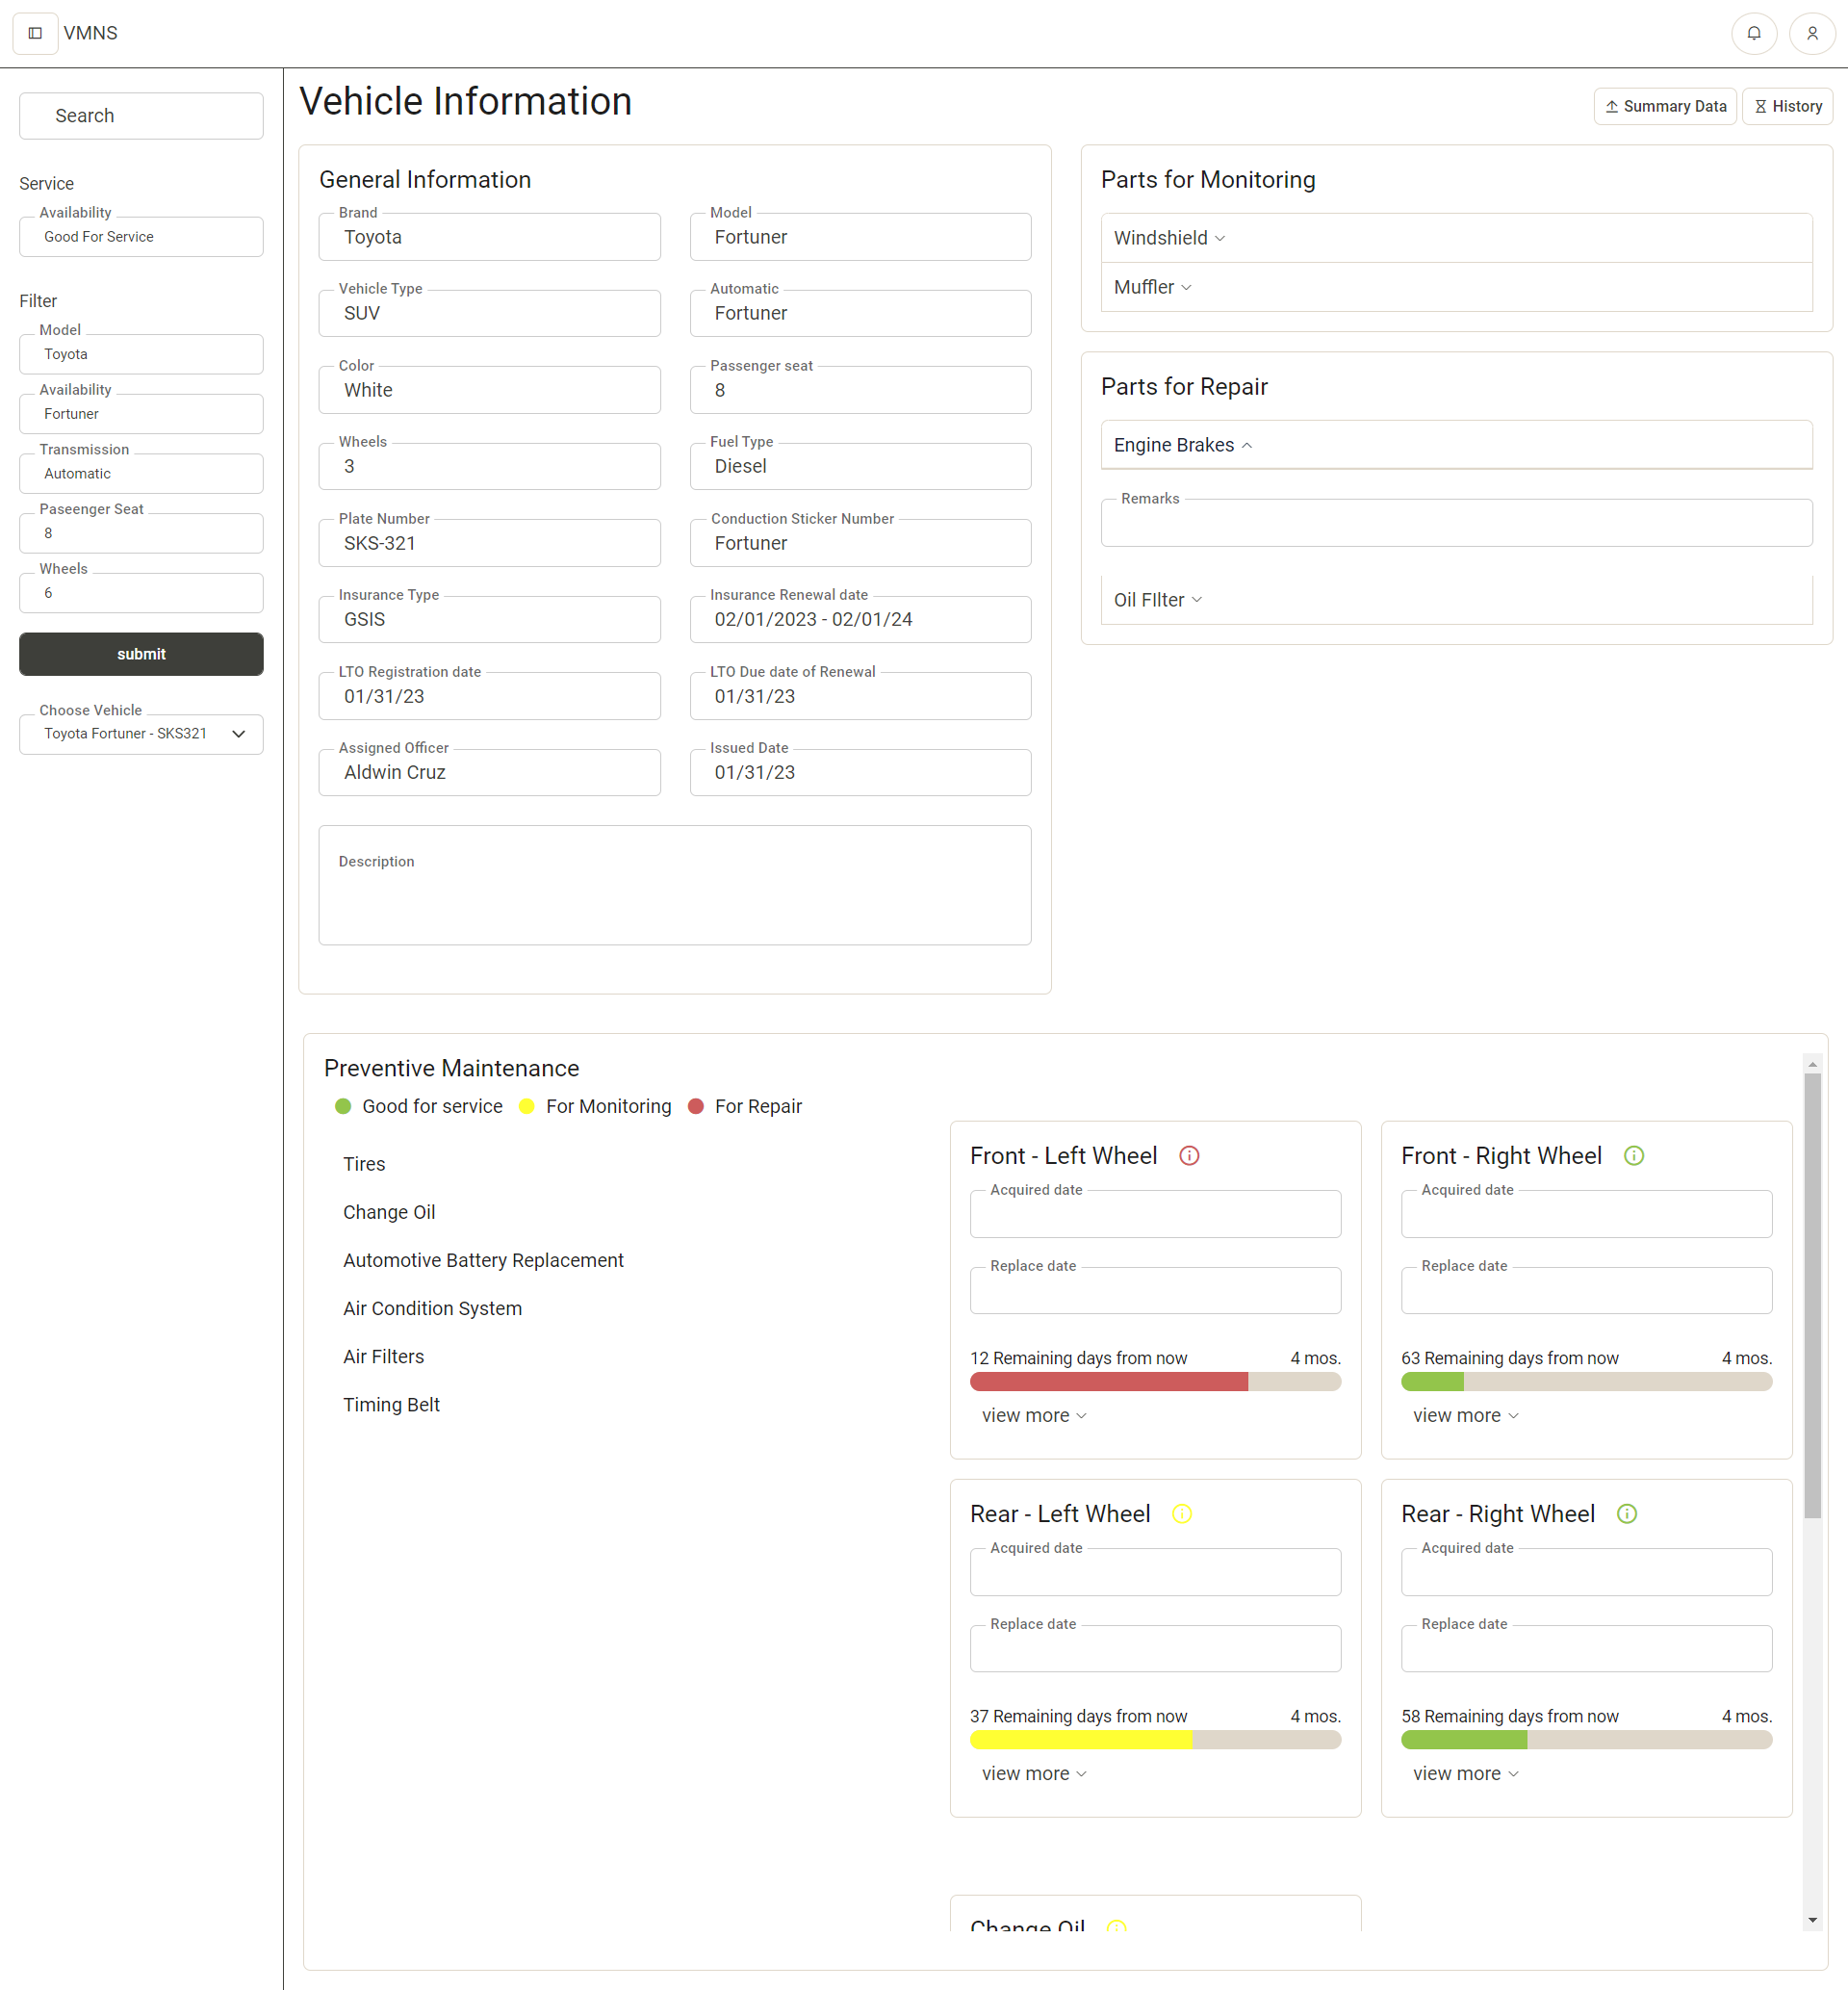 VMNS
Search
Service
Availability
Good For Service
Filter
Model
Toyota
Availability
Fortuner
Transmission
Automatic
Paseenger Seat
8
Wheels
6
submit
Choose Vehicle
Toyota Fortuner - SKS321
Vehicle Information
Summary Data
History
General Information
Brand
Toyota
Model
Fortuner
Vehicle Type
SUV
Automatic
Fortuner
Color
White
Passenger seat
8
Wheels
3
Fuel Type
Diesel
Plate Number
SKS-321
Conduction Sticker Number
Fortuner
Insurance Type
GSIS
Insurance Renewal date
02/01/2023 - 02/01/24
LTO Registration date
01/31/23
LTO Due date of Renewal
01/31/23
Assigned Officer
Aldwin Cruz
Issued Date
01/31/23
Description
Parts for Monitoring
Windshield
Muffler
Parts for Repair
Engine Brakes
Remarks
Oil FIlter
Preventive Maintenance
Good for service
For Monitoring
For Repair
Tires
Change Oil
Automotive Battery Replacement
Air Condition System
Air Filters
Timing Belt
Front - Left Wheel
Acquired date
Replace date
12 Remaining days from now 4 mos.
view more
Front - Right Wheel
Acquired date
Replace date
63 Remaining days from now 4 mos.
view more
Rear - Left Wheel
Acquired date
Replace date
37 Remaining days from now 4 mos.
view more
Rear - Right Wheel
Acquired date
Replace date
58 Remaining days from now 4 mos.
view more
Change Oil